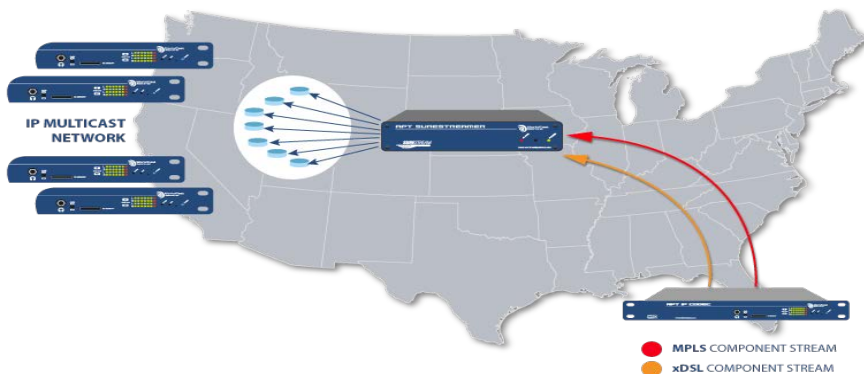 IP MULTICAST
NETWORK
APT SURESTREAMER
APT IP CODEC
MPLS COMPONENT STREAM
xDSL COMPONENT STREAM